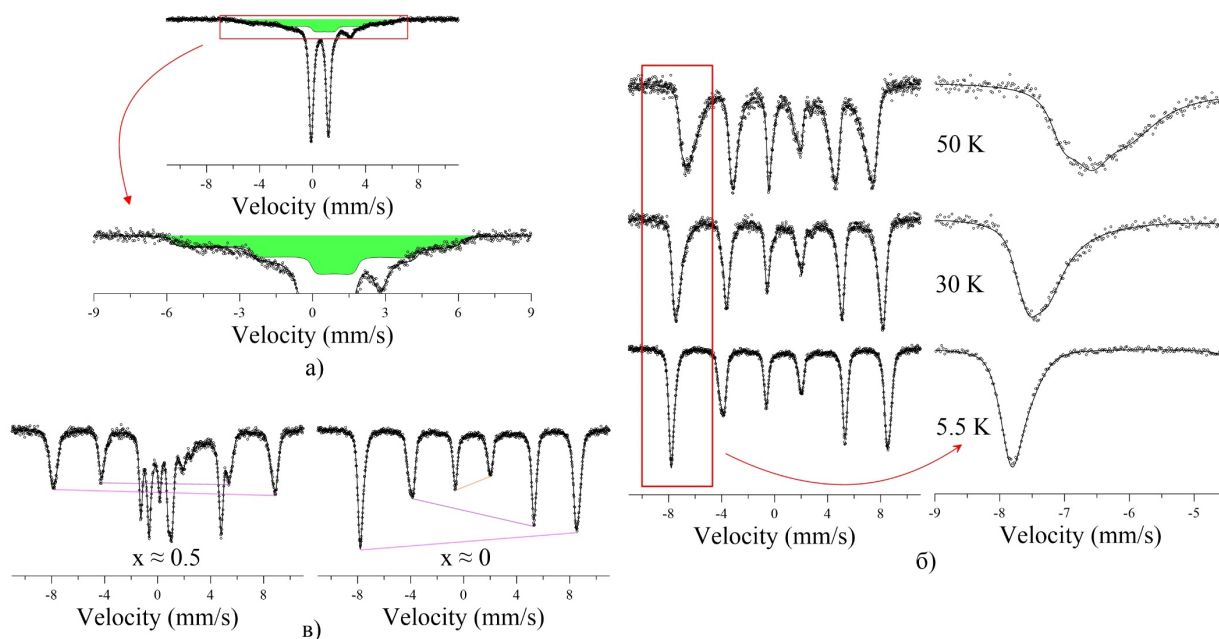 -8 -4 0 4 8
Velocity (mm/s)
-9 -6 -3 0 3 6 9
Velocity (mm/s)
а)
x ≈ 0.5
-8 -4 0 4 8
Velocity (mm/s)
x ≈ 0
-8 -4 0 4 8
Velocity (mm/s)
в)
50 K
30 K
5.5 K
-8 -4 0 4 8
Velocity (mm/s)
-9 -8 -7 -6 -5
Velocity (mm/s)
б)